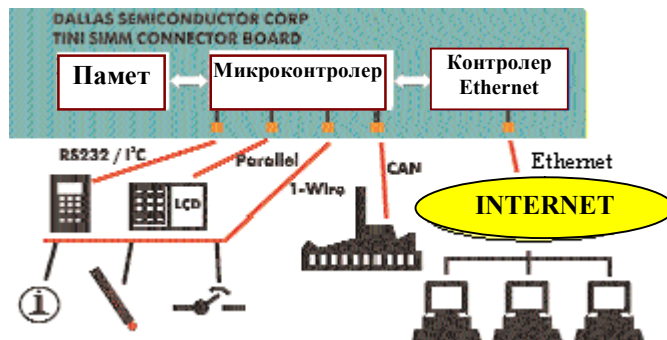 DALLAS SEMICONDUCTOR CORP
TINI SIMM CONNECTOR BOARD
Памет
Микроконтролер
Контролер
Ethernet
RS232 / I²C
Parallel
1-Wire
CAN
Ethernet
LCD
INTERNET
i